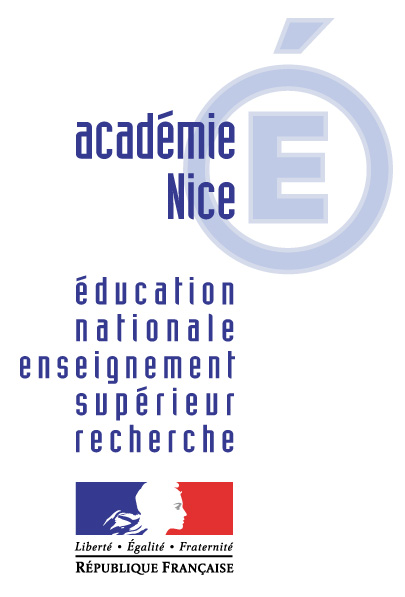 É
académie
Nice
éducation
nationale
enseignement
supérieur
recherche
Liberté • Égalité • Fraternité
RÉPUBLIQUE FRANÇAISE